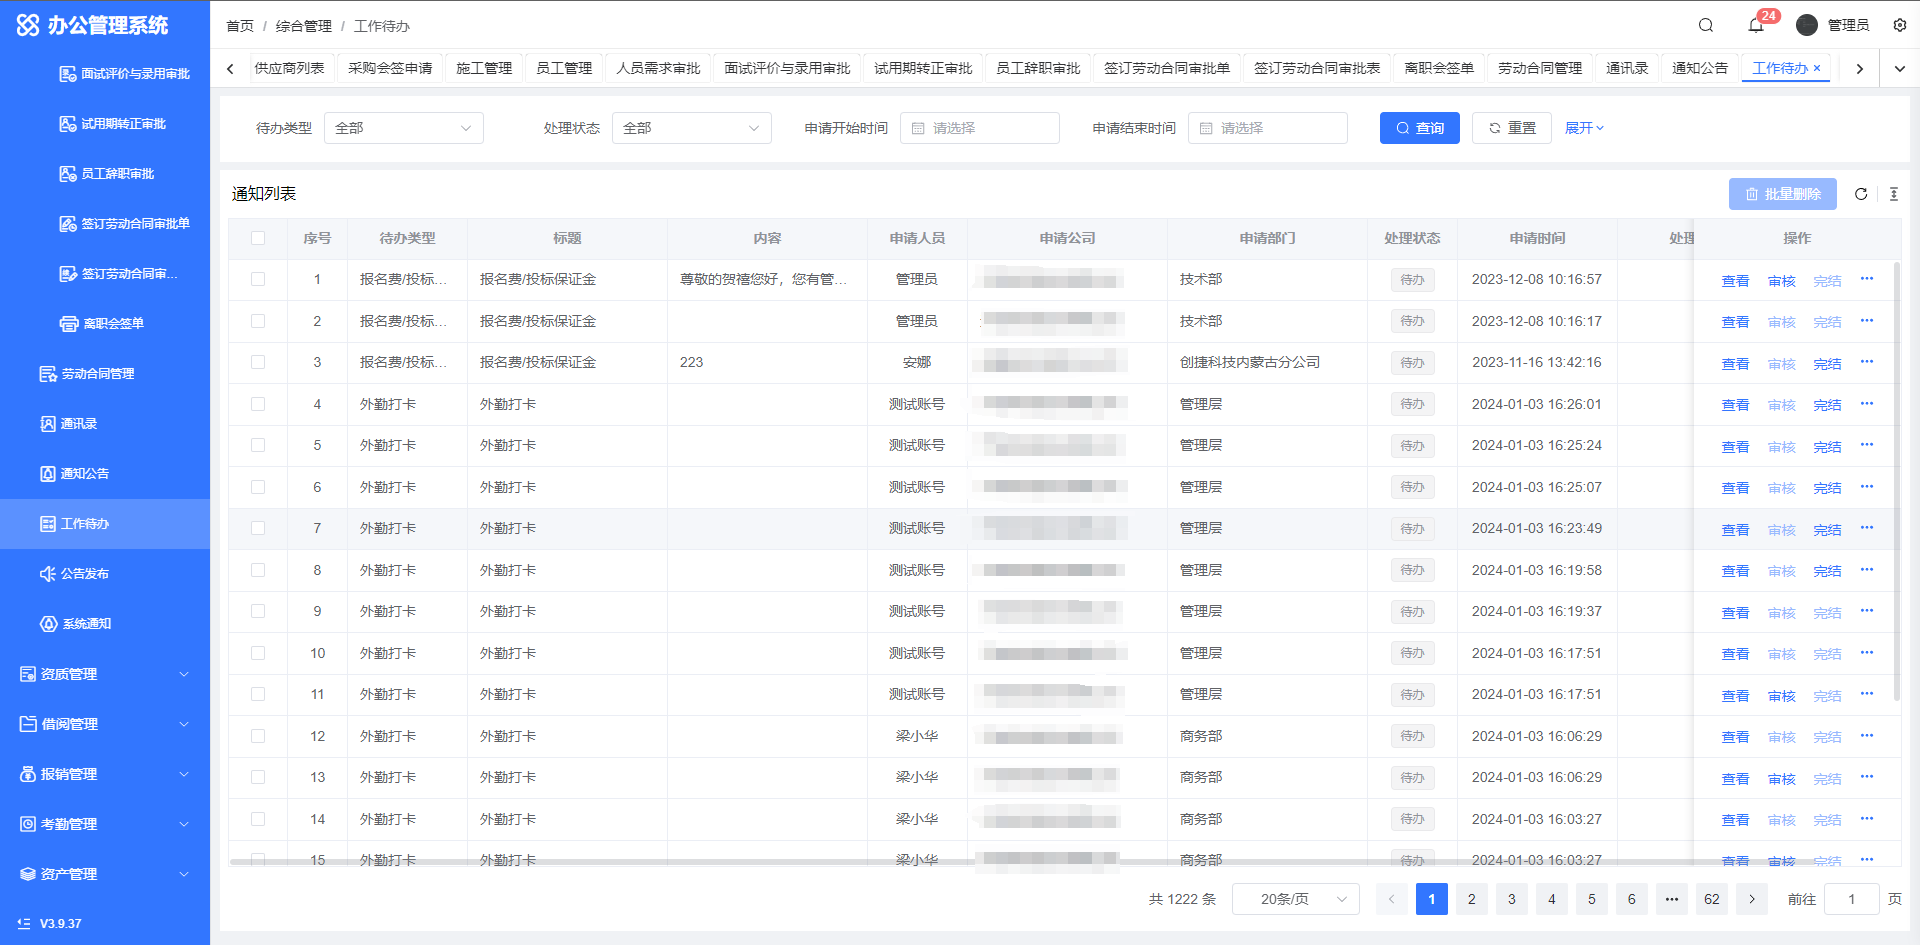 办公管理系统
首页 / 综合管理 / 工作待办
24
管理员
供应商列表 采购会签申请 施工管理 员工管理 人员需求审批 面试评价与录用审批 试用期转正审批 员工辞职审批 签订劳动合同审批单 签订劳动合同审批表 离职会签单 劳动合同管理 通讯录 通知公告 工作待办 ×
面试评价与录用审批
试用期转正审批
员工辞职审批
签订劳动合同审批单
签订劳动合同审...
离职会签单
劳动合同管理
通讯录
通知公告
工作待办
公告发布
系统通知
资质管理
借阅管理
报销管理
考勤管理
资产管理
V3.9.37
待办类型 全部 处理状态 全部 申请开始时间 请选择 申请结束时间 请选择 查询 重置 展开
通知列表
批量删除
序号 待办类型 标题 内容 申请人员 申请公司 申请部门 处理状态 申请时间 处理 操作
1 报名费/投标... 报名费/投标保证金 尊敬的贺禧您好，您有管... 管理员 技术部 待办 2023-12-08 10:16:57 查看 审核 完结 ...
2 报名费/投标... 报名费/投标保证金 管理员 技术部 待办 2023-12-08 10:16:17 查看 审核 完结 ...
3 报名费/投标... 报名费/投标保证金 223 安娜 创捷科技内蒙古分公司 待办 2023-11-16 13:42:16 查看 审核 完结 ...
4 外勤打卡 外勤打卡 测试账号 管理层 待办 2024-01-03 16:26:01 查看 审核 完结 ...
5 外勤打卡 外勤打卡 测试账号 管理层 待办 2024-01-03 16:25:24 查看 审核 完结 ...
6 外勤打卡 外勤打卡 测试账号 管理层 待办 2024-01-03 16:25:07 查看 审核 完结 ...
7 外勤打卡 外勤打卡 测试账号 管理层 待办 2024-01-03 16:23:49 查看 审核 完结 ...
8 外勤打卡 外勤打卡 测试账号 管理层 待办 2024-01-03 16:19:58 查看 审核 完结 ...
9 外勤打卡 外勤打卡 测试账号 管理层 待办 2024-01-03 16:19:37 查看 审核 完结 ...
10 外勤打卡 外勤打卡 测试账号 管理层 待办 2024-01-03 16:17:51 查看 审核 完结 ...
11 外勤打卡 外勤打卡 测试账号 管理层 待办 2024-01-03 16:17:51 查看 审核 完结 ...
12 外勤打卡 外勤打卡 梁小华 商务部 待办 2024-01-03 16:06:29 查看 审核 完结 ...
13 外勤打卡 外勤打卡 梁小华 商务部 待办 2024-01-03 16:06:29 查看 审核 完结 ...
14 外勤打卡 外勤打卡 梁小华 商务部 待办 2024-01-03 16:03:27 查看 审核 完结 ...
15 外勤打卡 外勤打卡 梁小华 商务部 待办 2024-01-03 16:03:27 查看 审核 完结 ...
共 1222 条 20条/页 1 2 3 4 5 6 ... 62 前往 1 页